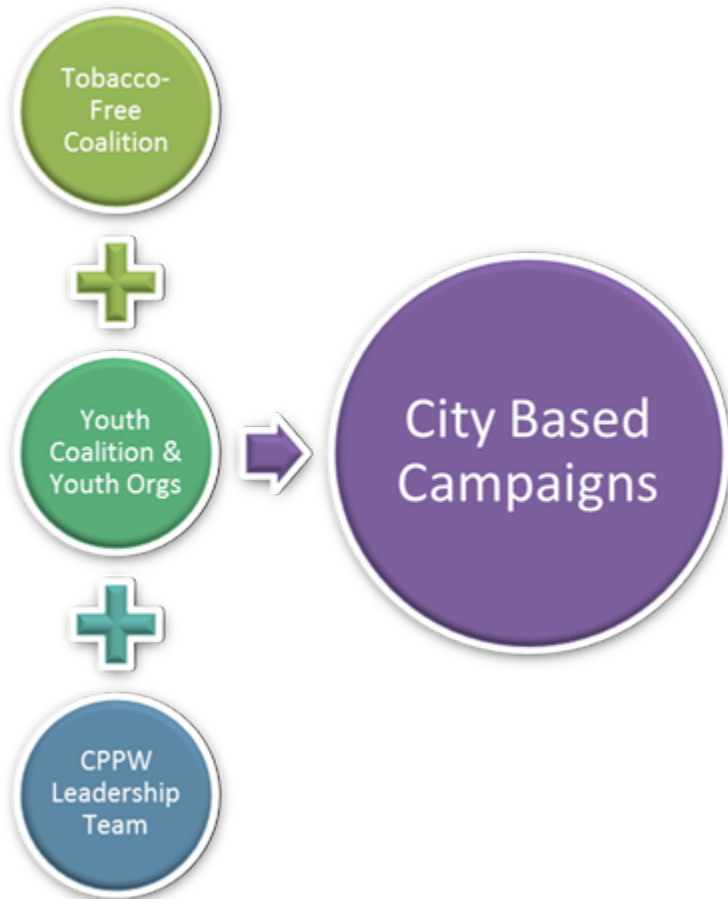 Tobacco-
Free
Coalition
Youth
Coalition &
Youth Orgs
CPPW
Leadership
Team
City Based
Campaigns